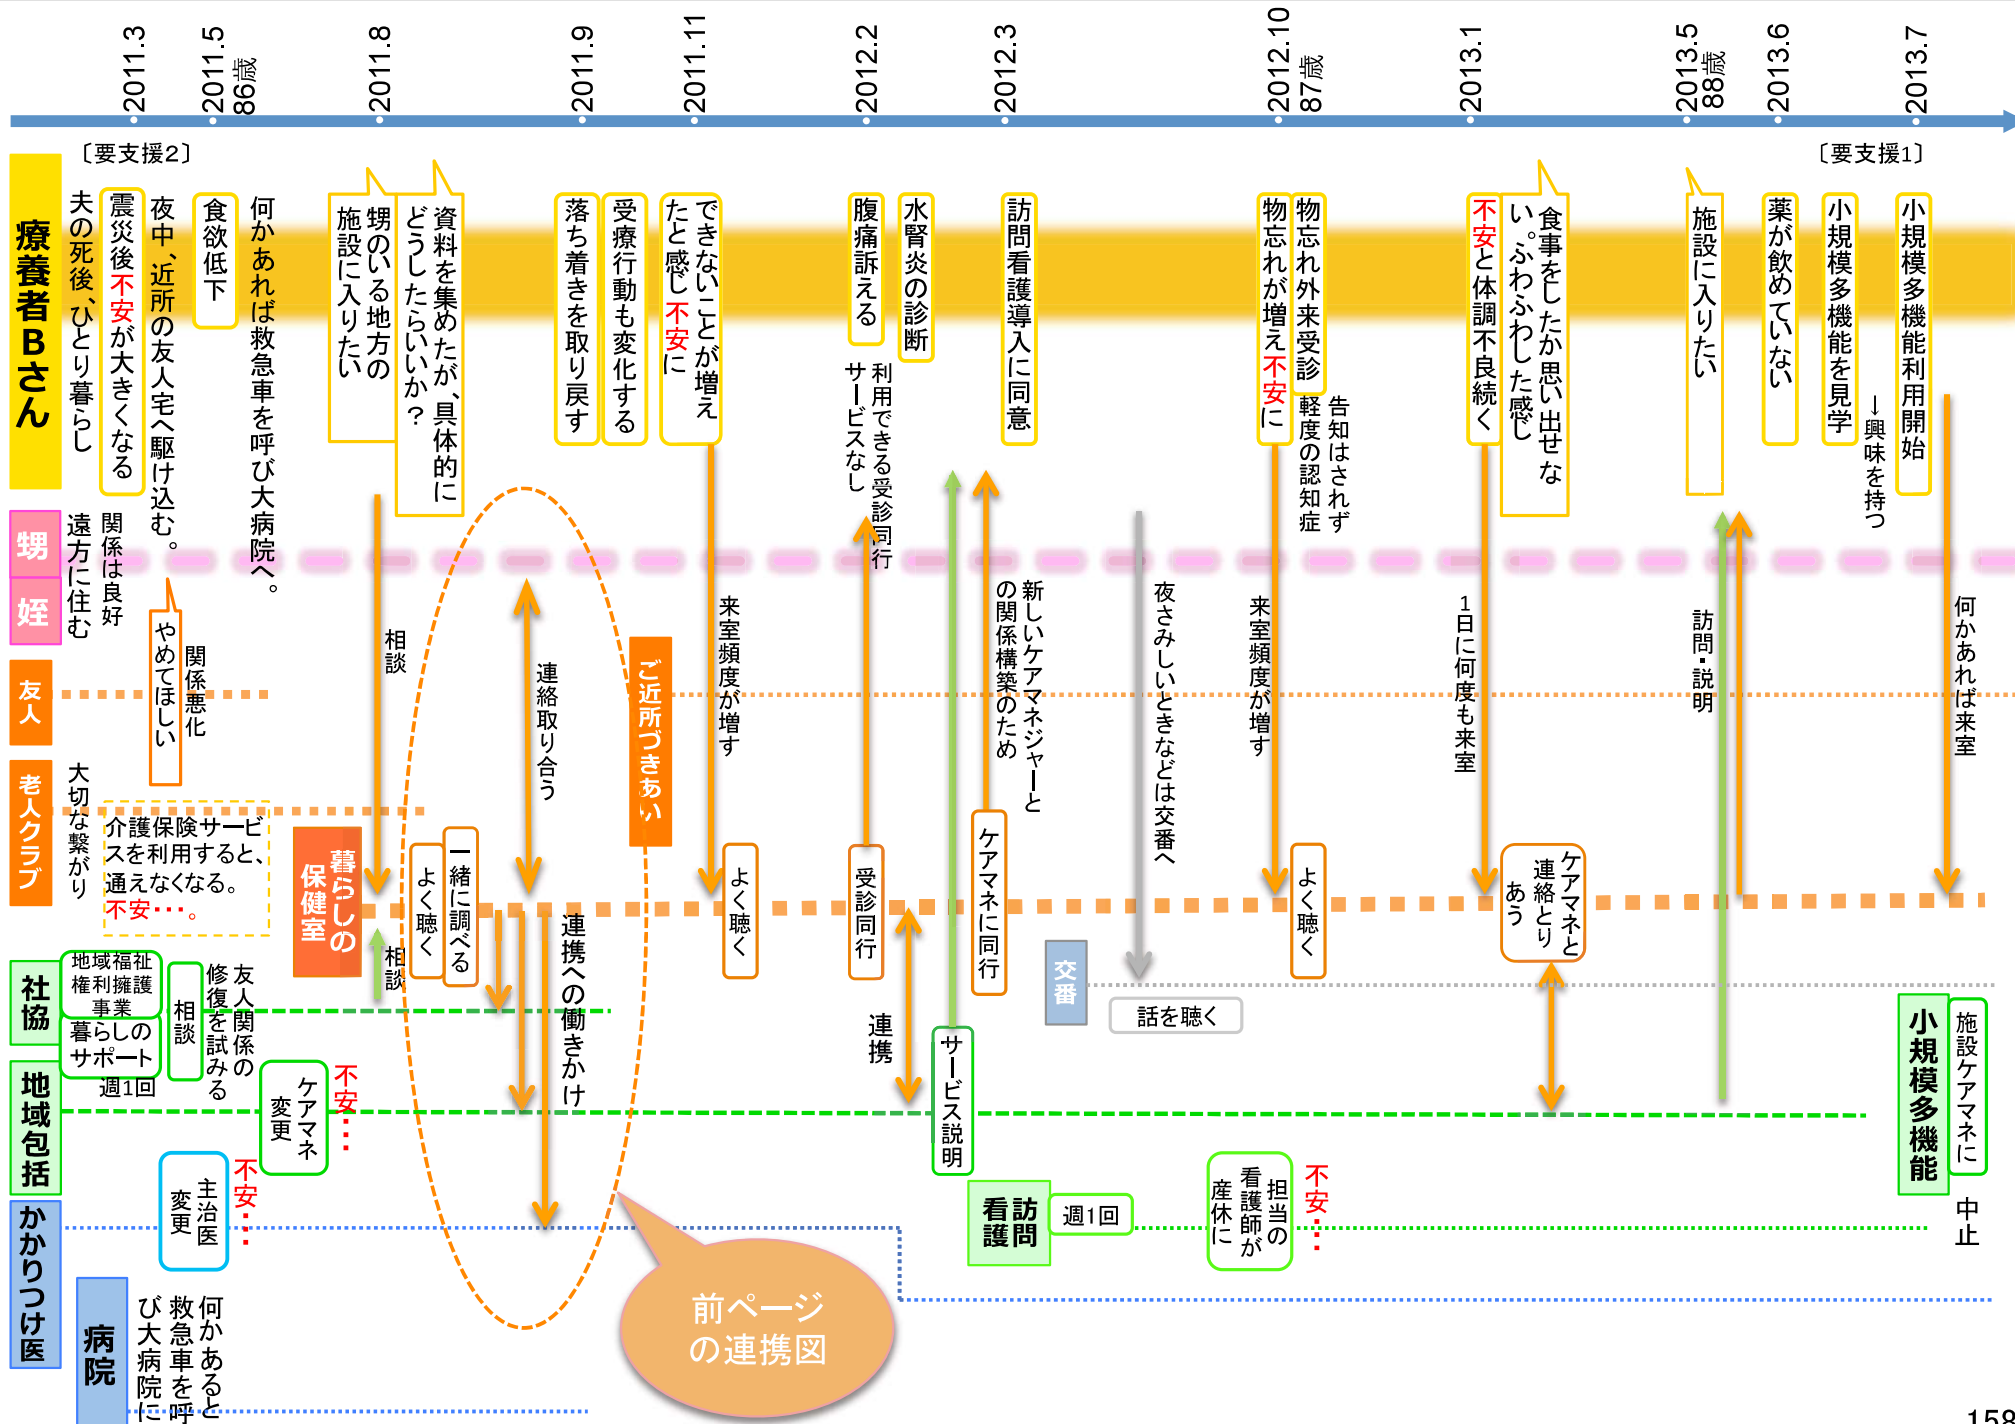 2011.3
2011.5
86歳
2011.8
2011.9
2011.11
2012.2
2012.3
2012.10
87歳
2013.1
2013.5
88歳
2013.6
2013.7
〔要支援2〕
〔要支援1〕
療養者Bさん
夫の死後、ひとり暮らし
震災後不安が大きくなる
夜中、近所の友人宅へ駆け込む。
食欲低下
何かあれば救急車を呼び大病院へ。
甥のいる地方の
施設に入りたい
資料を集めたが、具体的に
どうしたらいいか？
落ち着きを取り戻す
受療行動も変化する
できないことが増え
たと感じ不安に
腹痛訴える
利用できる受診同行
サービスなし
水腎炎の診断
訪問看護導入に同意
物忘れが増え不安に
物忘れ外来受診
告知はされず
軽度の認知症
不安と体調不良続く
食事をしたか思い出せな
い。ふわふわした感じ
施設に入りたい
薬が飲めていない
小規模多機能を見学
→興味を持つ
小規模多機能利用開始
甥
姪
関係は良好
遠方に住む
友人
やめてほしい
関係悪化
老人クラブ
大切な繋がり
介護保険サービ
スを利用すると、
通えなくなる。
不安・・・。
相談
連絡取り合う
ご近所づきあい
来室頻度が増す
新しいケアマネジャーと
の関係構築のため
夜さみしいときなどは交番へ
来室頻度が増す
1日に何度も来室
訪問・説明
何かあれば来室
暮らしの
保健室
よく聴く
一緒に調べる
相談
連携への働きかけ
よく聴く
受診同行
連携
ケアマネに同行
よく聴く
ケアマネと
連絡とり
あう
交番
話を聴く
社協
地域福祉
権利擁護
事業
暮らしの
サポート
週1回
相談
友人関係の
修復を試みる
地域包括
ケアマネ
変更
不安・・・
サービス説明
小規模多機能
施設ケアマネに
かかりつけ医
主治医
変更
不安・・・
訪問
看護
週1回
担当の
看護師が
産休に
不安・・・
中止
病院
何かあると
救急車を呼
び大病院に
前ページ
の連携図
158